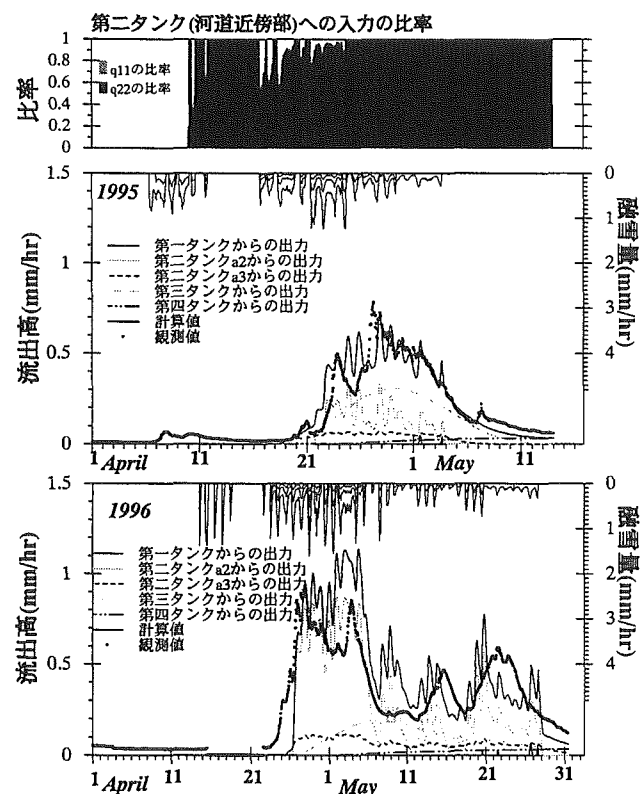 第二タンク(河道近傍部)への入力の比率
1
0.8
0.6
0.4
0.2
0
比率
q11の比率
q22の比率
1.5
1
0.5
0
流出高(mm/hr)
1995
第一タンクからの出力
第二タンクa2からの出力
第二タンクa3からの出力
第三タンクからの出力
第四タンクからの出力
計算値
観測値
0
1
2
3
4
融雪量(mm/hr)
1 April 11 21 1 May 11
1.5
1
0.5
0
流出高(mm/hr)
1996
第一タンクからの出力
第二タンクa2からの出力
第二タンクa3からの出力
第三タンクからの出力
第四タンクからの出力
計算値
観測値
0
1
2
3
4
融雪量(mm/hr)
1 April 11 21 1 May 11 21 31